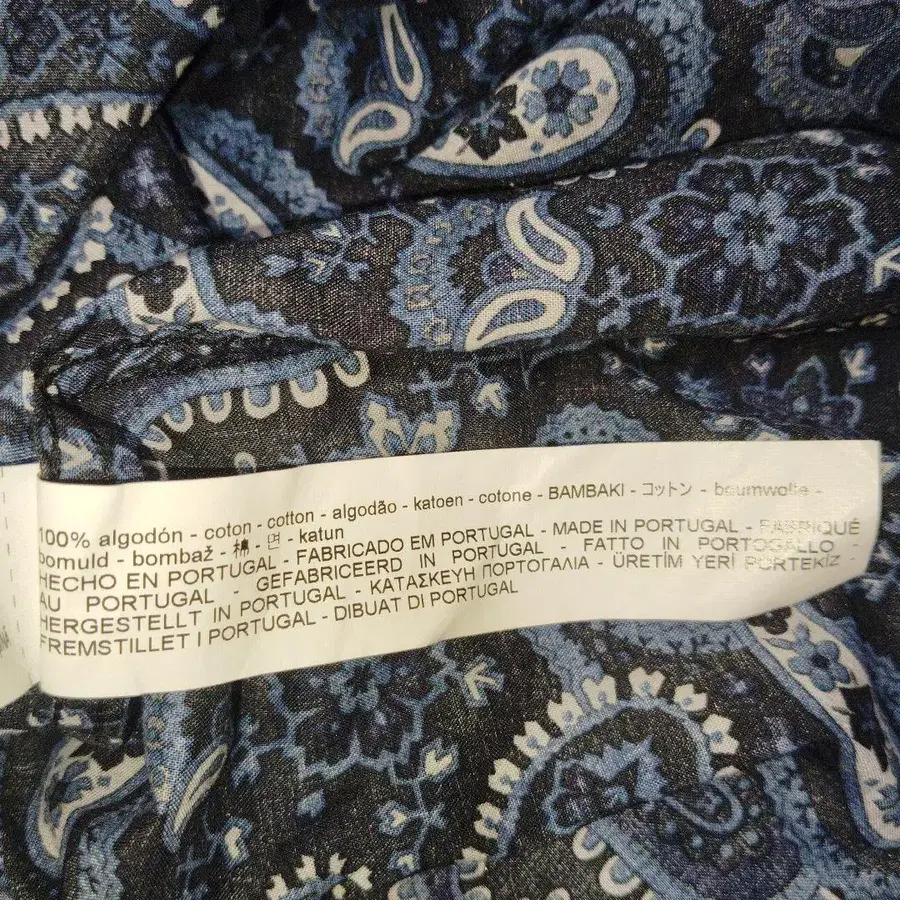 100% algodón - coton - cotton - algodão - katoen - cotone - BAMBAKI - コットン - baumwolle -
bomuld - bombaž - 棉 - 면 - katun
HECHO EN PORTUGAL - FABRICADO EM PORTUGAL - MADE IN PORTUGAL - FABRIQUÉ
AU PORTUGAL - GEFABRICEERD IN PORTUGAL - FATTO IN PORTOGALLO -
HERGESTELLT IN PORTUGAL - ΚΑΤΑΣΚΕΥΗ ΠΟΡΤΟΓΑΛΙΑ - ÜRETİM YERİ PORTEKİZ -
FREMSTILLET I PORTUGAL - DIBUAT DI PORTUGAL